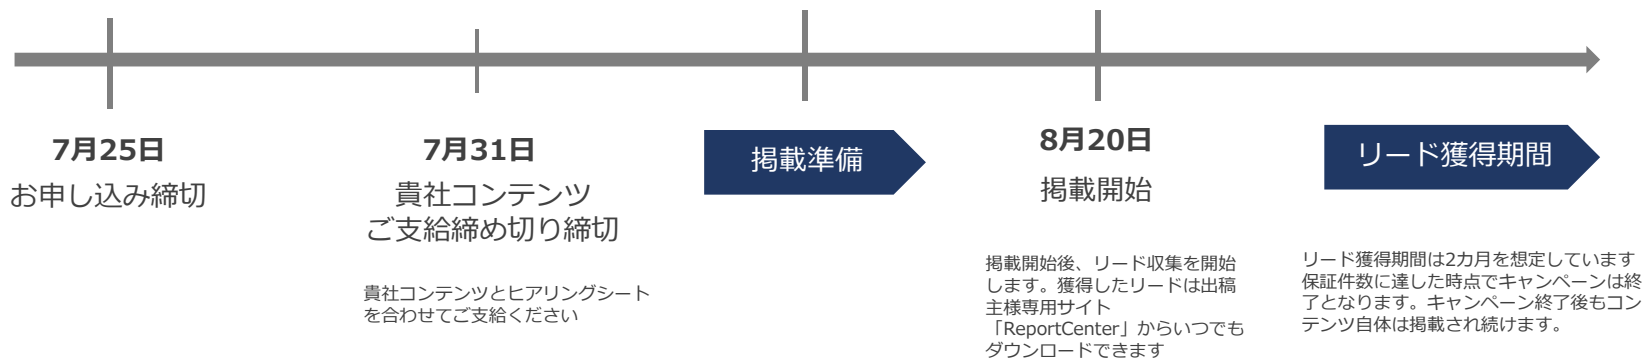 7月25日
お申し込み締切
7月31日
貴社コンテンツ
ご支給締め切り締切
貴社コンテンツとヒアリングシート
を合わせてご支給ください
掲載準備
8月20日
掲載開始
掲載開始後、リード収集を開始
します。獲得したリードは出稿
主様専用サイト
「ReportCenter」からいつでも
ダウンロードできます
リード獲得期間
リード獲得期間は2カ月を想定しています
保証件数に達した時点でキャンペーンは終
了となります。キャンペーン終了後もコン
テンツ自体は掲載され続けます。